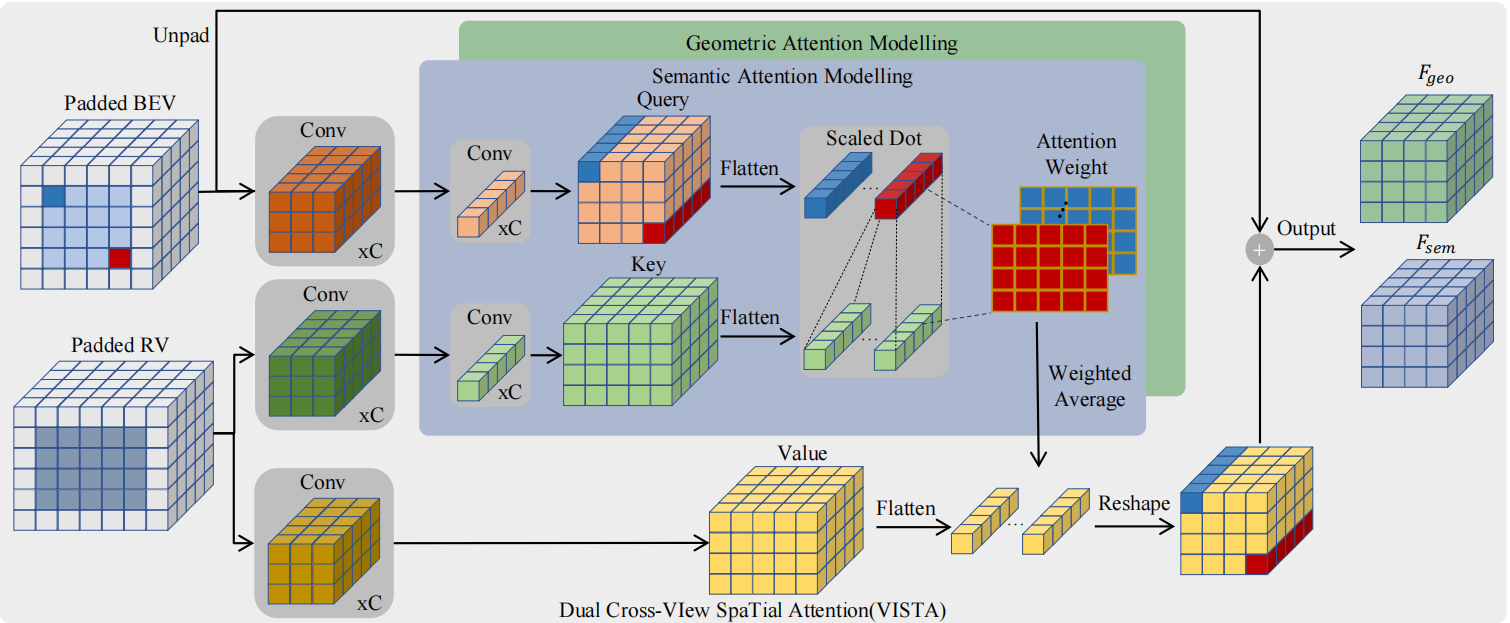 Geometric Attention Modelling
Unpad
Semantic Attention Modelling
Padded BEV
Query
F_geo
Conv
Conv
Scaled Dot
Attention
Weight
Flatten
...
xC
xC
Output
F_sem
Key
Conv
Conv
Flatten
...
Padded RV
xC
xC
Weighted
Average
Value
Conv
Flatten
...
Reshape
xC
Dual Cross-VIew SpaTial Attention(VISTA)